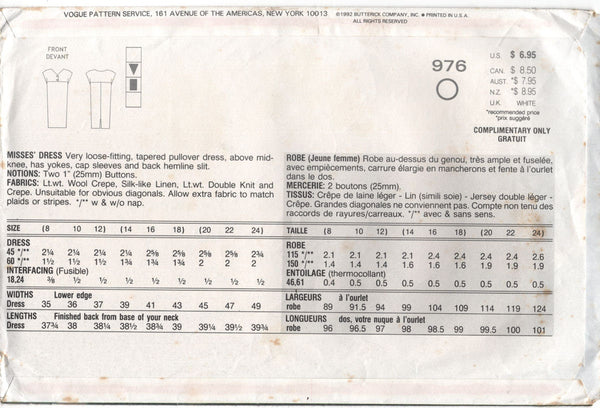 VOGUE PATTERN SERVICE, 161 AVENUE OF THE AMERICAS, NEW YORK 10013 ©1992 BUTTERICK COMPANY, INC. • PRINTED IN U.S.A.
ALL RIGHTS RESERVED
FRONT
DEVANT
976
U.S. $ 6.95
CAN. $ 8.50
AUST. *$ 7.95
N.Z. *$ 8.95
U.K. WHITE
*recommended price
*prix suggéré
COMPLIMENTARY ONLY
GRATUIT
MISSES' DRESS Very loose-fitting, tapered pullover dress, above mid-
knee, has yokes, cap sleeves and back hemline slit.
NOTIONS: Two 1" (25mm) Buttons.
FABRICS: Lt.wt. Wool Crepe, Silk-like Linen, Lt.wt. Double Knit and
Crepe. Unsuitable for obvious diagonals. Allow extra fabric to match
plaids or stripes. */** w & w/o nap.
SIZE (8 10 12) (14 16 18) (20 22 24)
DRESS
45 */** 2¼ 2¼ 2¼ 2¼ 2⅝ 2⅝ 2⅝ 2⅝ 2¾
60 */** 1½ 1½ 1½ 1¾ 1¾ 1¾ 2 2 2
INTERFACING (Fusible)
18,24 ⅜ ½ ½ ½ ½ ½ ½ ½ ½
WIDTHS Lower edge
Dress 35 36 37 39 41 43 45 47 49
LENGTHS Finished back from base of your neck
Dress 37¾ 38 38¼ 38½ 38¾ 39 39¼ 39½ 39¾
ROBE (Jeune femme) Robe au-dessus du genou, très ample et fuselée,
avec empiècements, carrure élargie en mancherons et fente à l'ourlet
dans le dos.
MERCERIE: 2 boutons (25mm).
TISSUS: Crêpe de laine léger - Lin (simili soie) - Jersey double léger -
Crêpe. Grandes diagonales ne conviennent pas. Compte non tenu des
raccords de rayures/carreaux. */** avec & sans sens.
TAILLE (8 10 12) (14 16 18) (20 22 24)
ROBE
115 */** 2.1 2.1 2.1 2.1 2.4 2.4 2.4 2.4 2.6
150 */** 1.4 1.4 1.4 1.6 1.6 1.6 1.9 1.9 1.9
ENTOILAGE (thermocollant)
46,61 0.4 0.5 0.5 0.5 0.5 0.5 0.5 0.5 0.5
LARGEURS à l'ourlet
robe 89 91.5 94 99 104 109 114 119 124
LONGUEURS dos, votre nuque à l'ourlet
robe 96 96.5 97 98 98.5 99 99.5 100 101